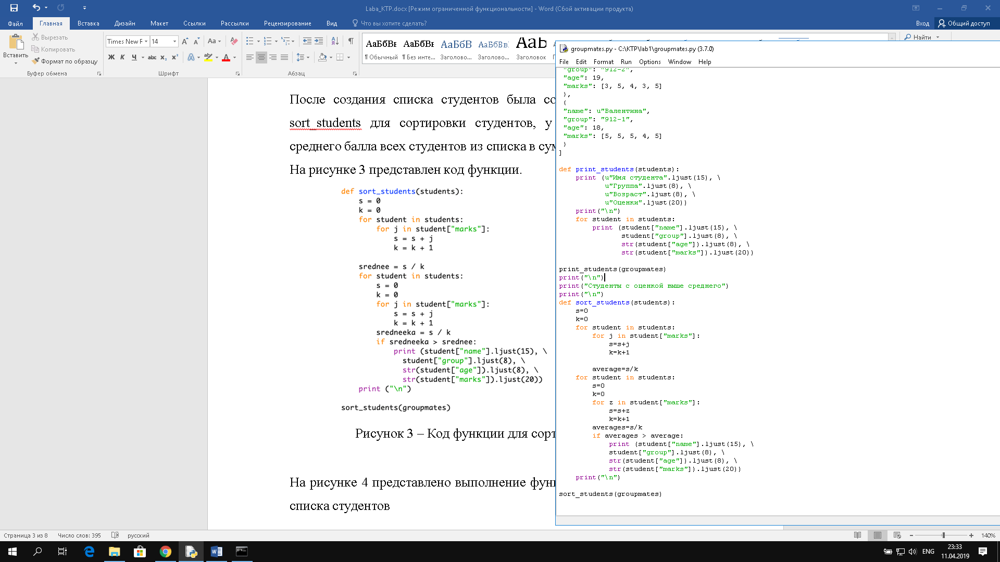 Laba_KTP.docx [Режим ограниченной функциональности] - Word (Сбой активации продукта)
Файл Главная Вставка Дизайн Макет Ссылки Рассылки Рецензирование Вид Что вы хотите сделать? Вход Общий доступ
Вставить
Вырезать
Копировать
Формат по образцу
Буфер обмена
Times New F 14
Ж К Ч abc x₂ x²
Шрифт
Абзац
АаБбВı АаБбВı АаБбВ АаБбВ: АаЬ
¶ Обычный ¶ Без инте... Заголово... Заголово... Заголовок
Найти
После создания списка студентов была со
sort_students для сортировки студентов, у
среднего балла всех студентов из списка в сум
На рисунке 3 представлен код функции.
def sort_students(students):
    s = 0
    k = 0
    for student in students:
        for j in student["marks"]:
            s = s + j
            k = k + 1
    srednee = s / k
    for student in students:
        s = 0
        k = 0
        for j in student["marks"]:
            s = s + j
            k = k + 1
        sredneeka = s / k
        if sredneeka > srednee:
            print (student["name"].ljust(15), \
              student["group"].ljust(8), \
              str(student["age"]).ljust(8), \
              str(student["marks"]).ljust(20))
    print ("\n")
sort_students(groupmates)
Рисунок 3 – Код функции для сорт
На рисунке 4 представлено выполнение функ
списка студентов
groupmates.py - C:\KTP\lab1\groupmates.py (3.7.0)
File Edit Format Run Options Window Help
 "group": "912-2",
 "age": 19,
 "marks": [3, 5, 4, 3, 5]
 },
 {
 "name": u"Валентина",
 "group": "912-1",
 "age": 18,
 "marks": [5, 5, 5, 4, 5]
 }
]
def print_students(students):
    print (u"Имя студента".ljust(15), \
           u"Группа".ljust(8), \
           u"Возраст".ljust(8), \
           u"Оценки".ljust(20))
    print("\n")
    for student in students:
        print (student["name"].ljust(15), \
               student["group"].ljust(8), \
               str(student["age"]).ljust(8), \
               str(student["marks"]).ljust(20))
print_students(groupmates)
print("\n")
print("Студенты с оценкой выше среднего")
print("\n")
def sort_students(students):
    s=0
    k=0
    for student in students:
        for j in student["marks"]:
            s=s+j
            k=k+1
        average=s/k
    for student in students:
        s=0
        k=0
        for z in student["marks"]:
            s=s+z
            k=k+1
        averages=s/k
        if averages > average:
            print (student["name"].ljust(15), \
            student["group"].ljust(8), \
            str(student["age"]).ljust(8), \
            str(student["marks"]).ljust(20))
    print("\n")
sort_students(groupmates)
Страница 3 из 8 Число слов: 395 русский 140%
ENG
23:33
11.04.2019